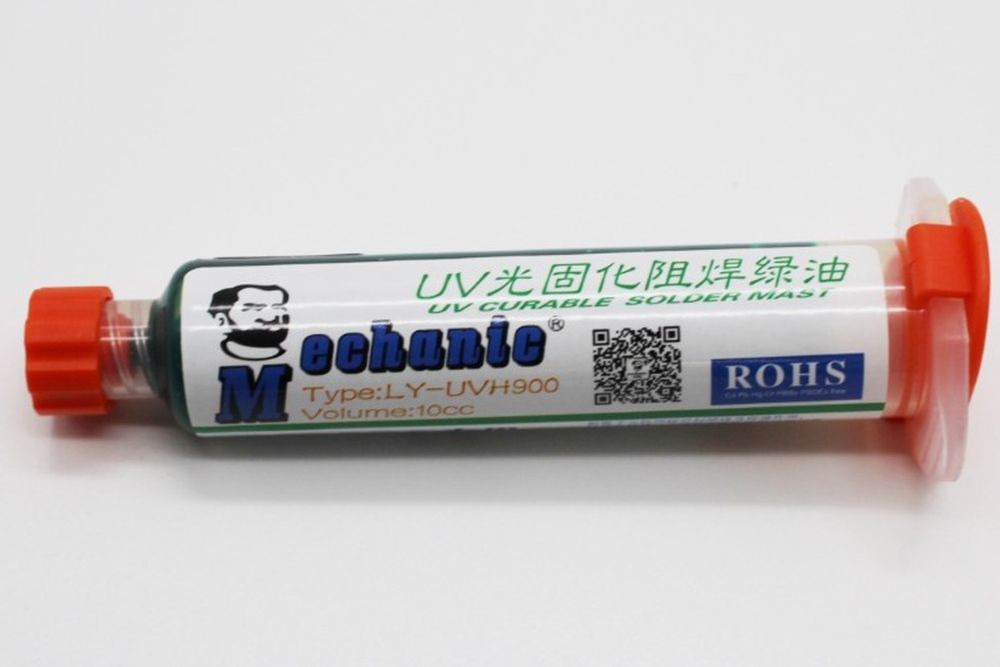 UV光固化阻焊绿油
UV CURABLE SOLDER MAST
Mechanic®
Type:LY-UVH900
Volume:10cc
ROHS